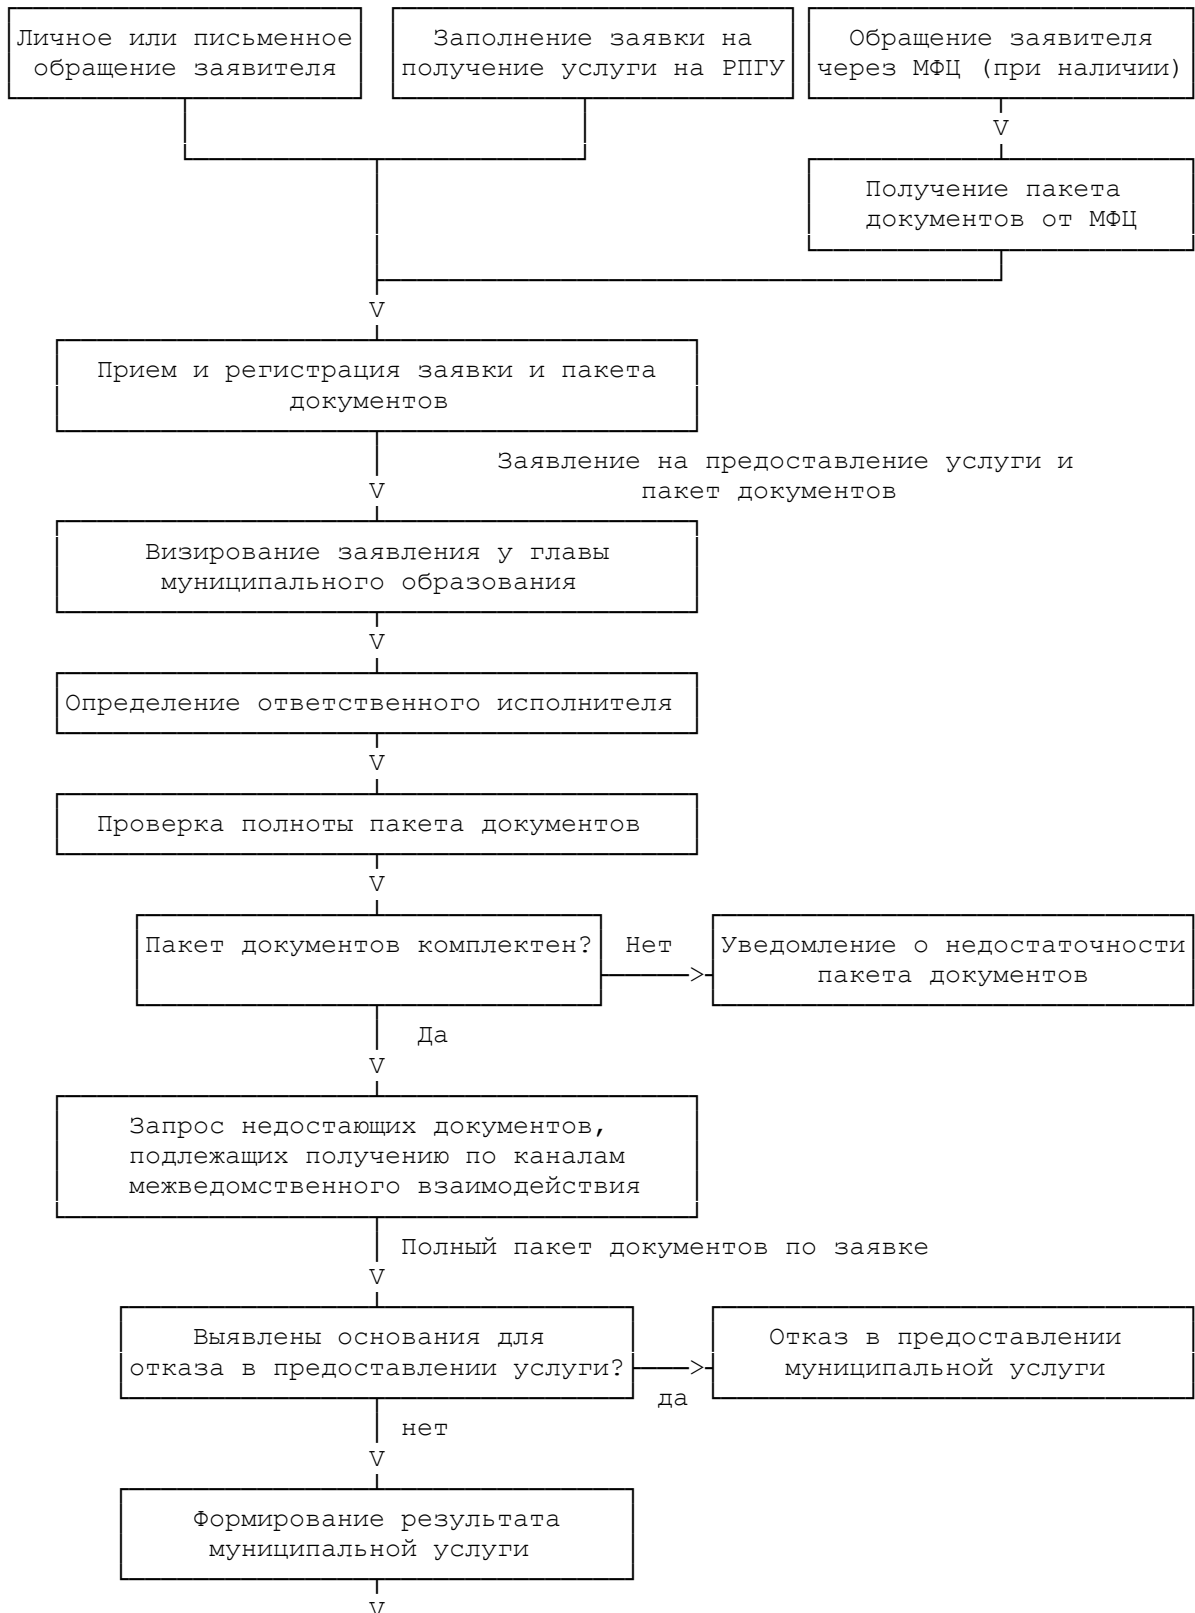 Личное или письменное
обращение заявителя
Заполнение заявки на
получение услуги на РПГУ
Обращение заявителя
через МФЦ (при наличии)
V
Получение пакета
документов от МФЦ
V
Прием и регистрация заявки и пакета
документов
Заявление на предоставление услуги и
пакет документов
V
Визирование заявления у главы
муниципального образования
V
Определение ответственного исполнителя
V
Проверка полноты пакета документов
V
Пакет документов комплектен?
Нет
>
Уведомление о недостаточности
пакета документов
Да
V
Запрос недостающих документов,
подлежащих получению по каналам
межведомственного взаимодействия
Полный пакет документов по заявке
V
Выявлены основания для
отказа в предоставлении услуги?
>
да
Отказ в предоставлении
муниципальной услуги
нет
V
Формирование результата
муниципальной услуги
V